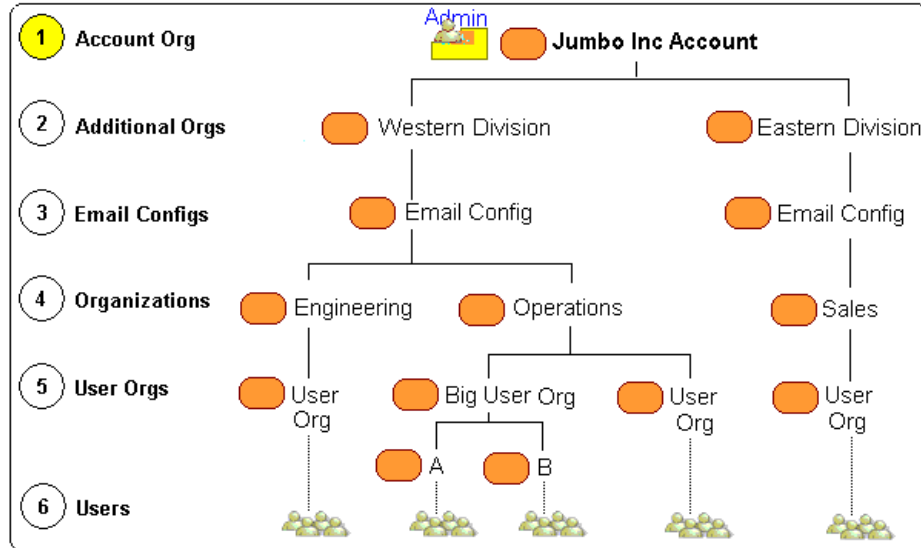 Admin
1 Account Org
Jumbo Inc Account
2 Additional Orgs
Western Division
Eastern Division
3 Email Configs
Email Config
Email Config
4 Organizations
Engineering
Operations
Sales
5 User Orgs
User
Org
Big User Org
User
Org
User
Org
A
B
6 Users